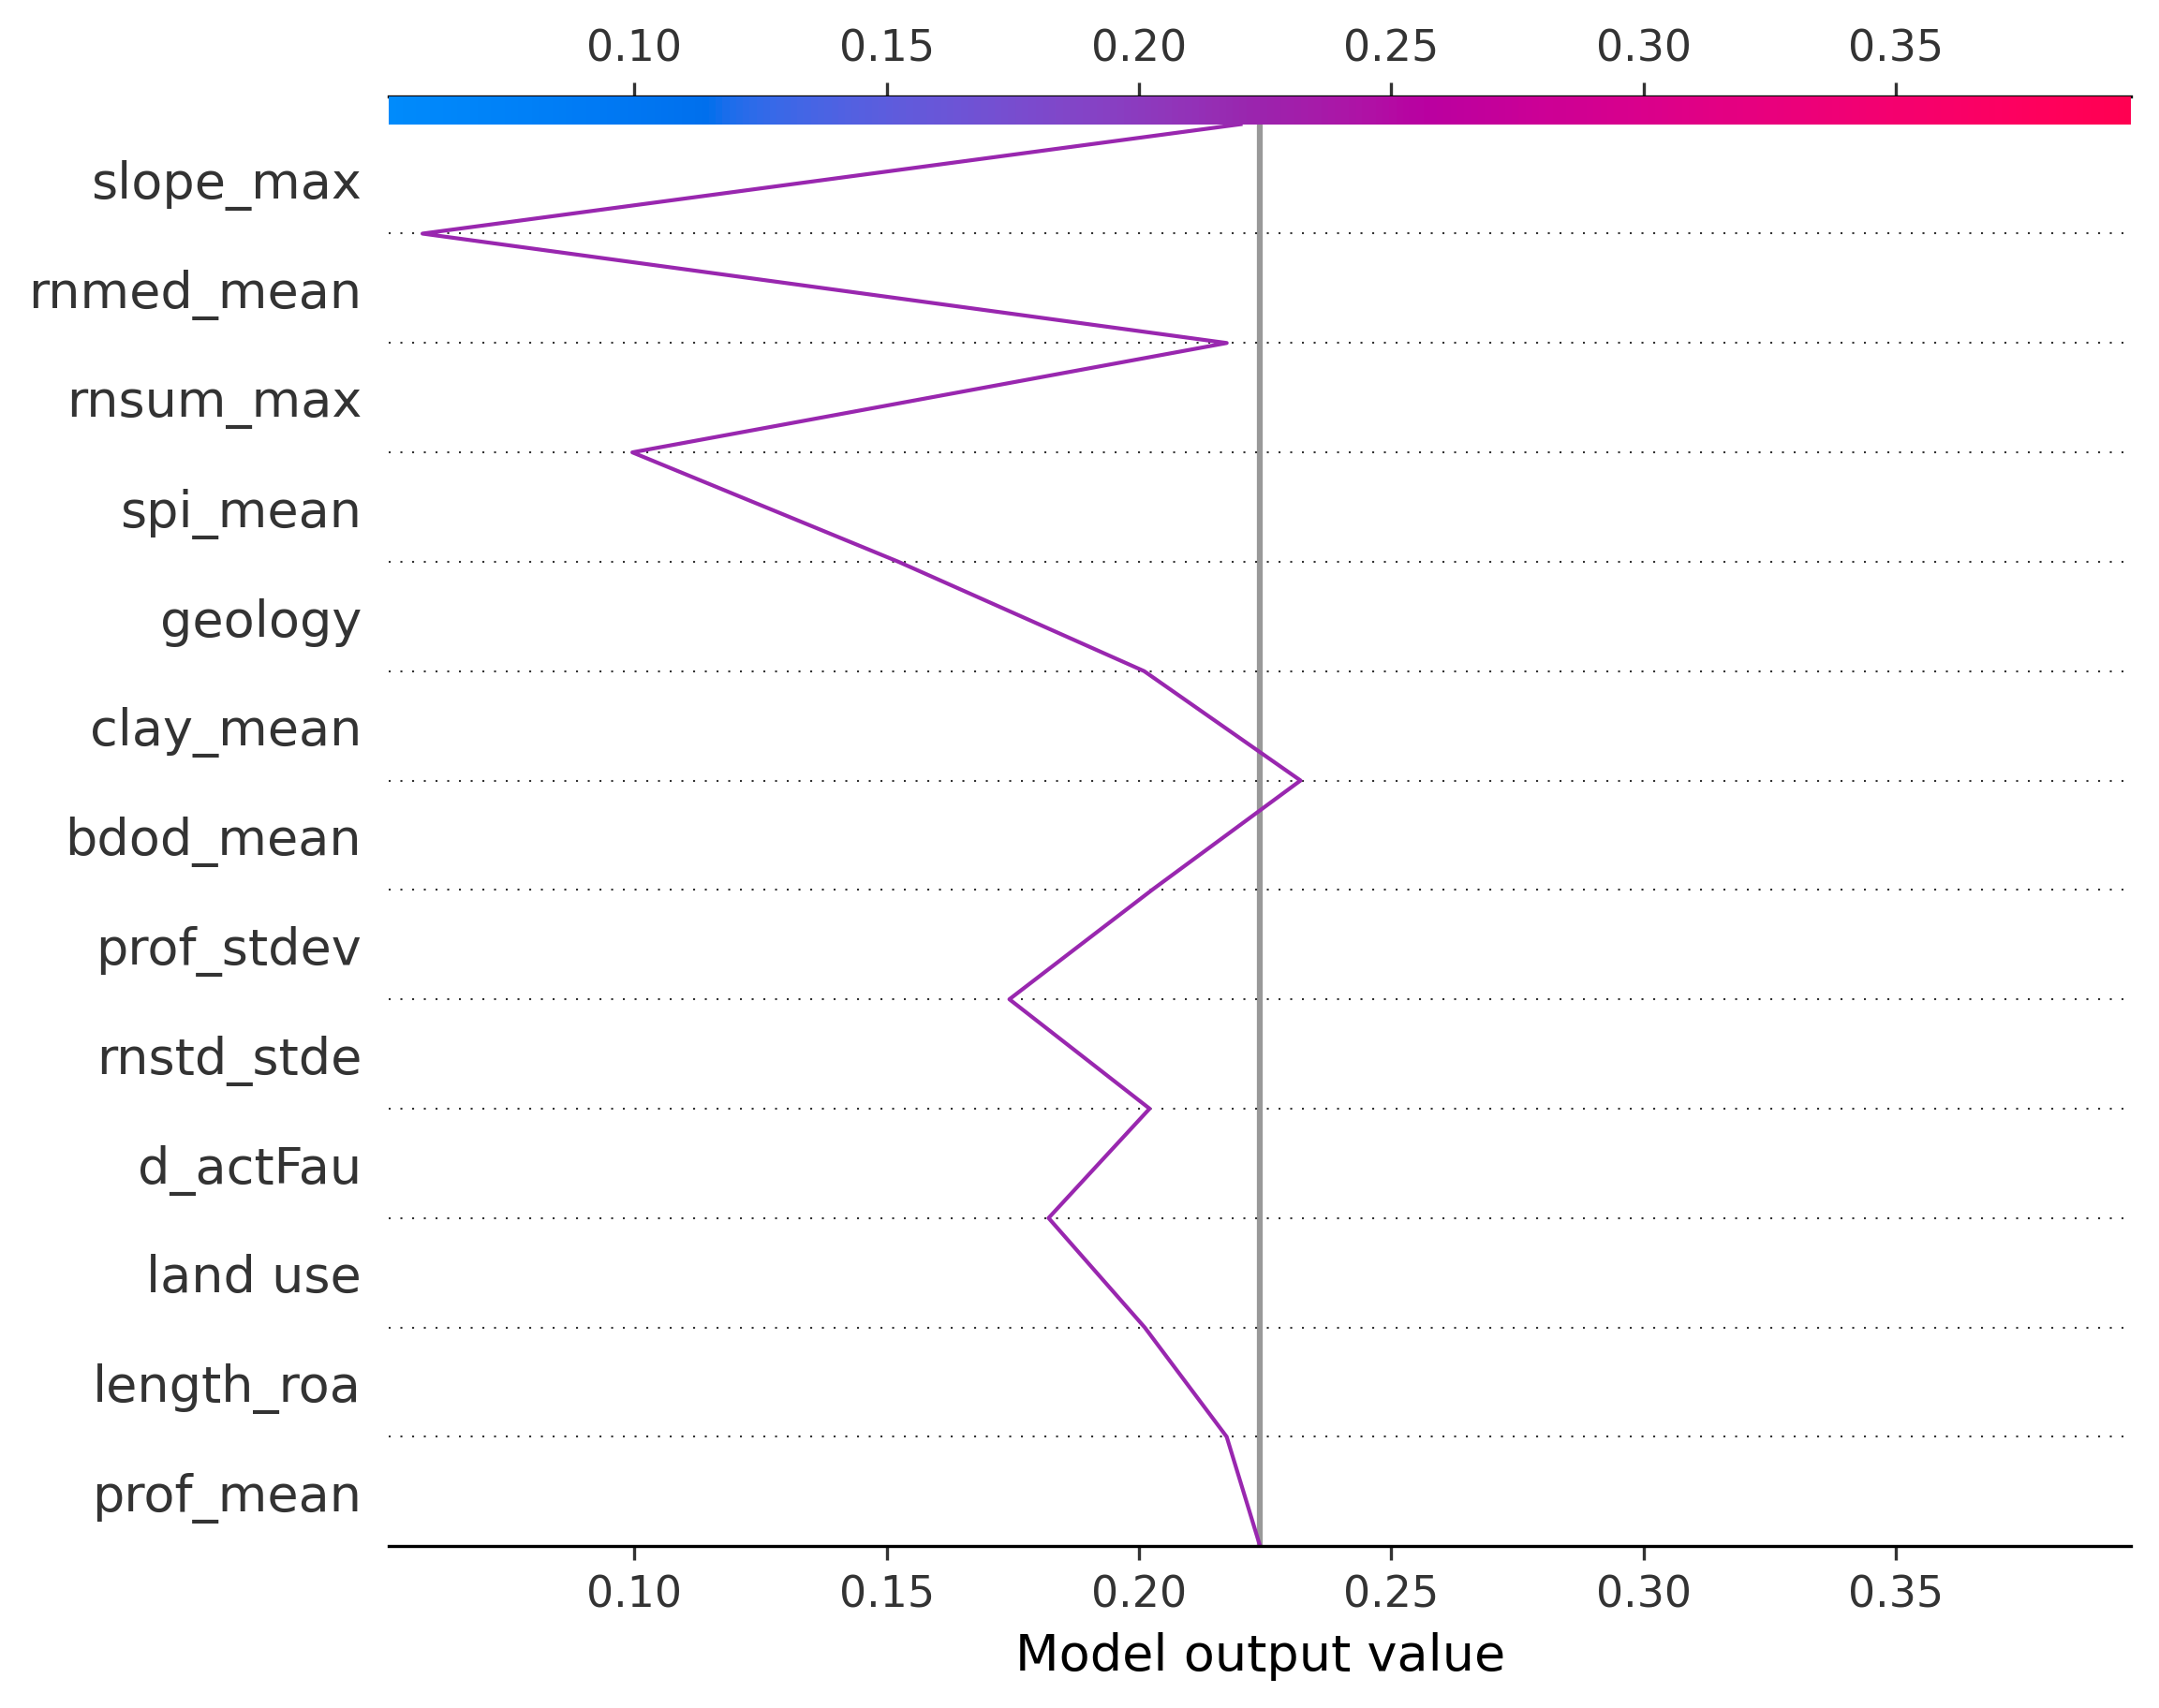 0.10 0.15 0.20 0.25 0.30 0.35
slope_max
rnmed_mean
rnsum_max
spi_mean
geology
clay_mean
bdod_mean
prof_stdev
rnstd_stde
d_actFau
land use
length_roa
prof_mean
0.10 0.15 0.20 0.25 0.30 0.35
Model output value